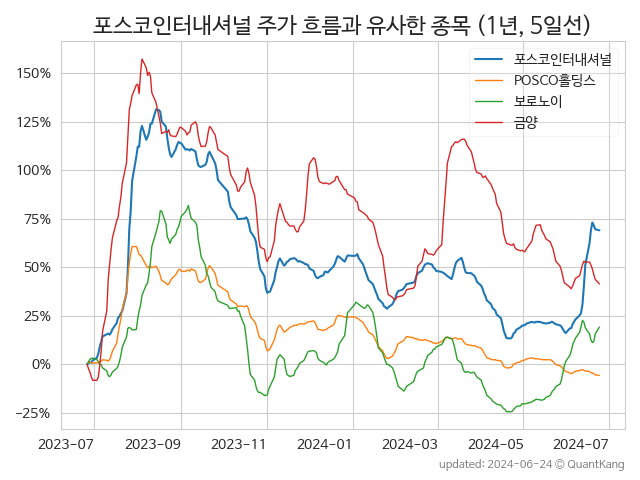 포스코인터내셔널 주가 흐름과 유사한 종목 (1년, 5일선)
포스코인터내셔널
POSCO홀딩스
보로노이
금양
150%
125%
100%
75%
50%
25%
0%
−25%
2023-07 2023-09 2023-11 2024-01 2024-03 2024-05 2024-07
updated: 2024-06-24 © QuantKang